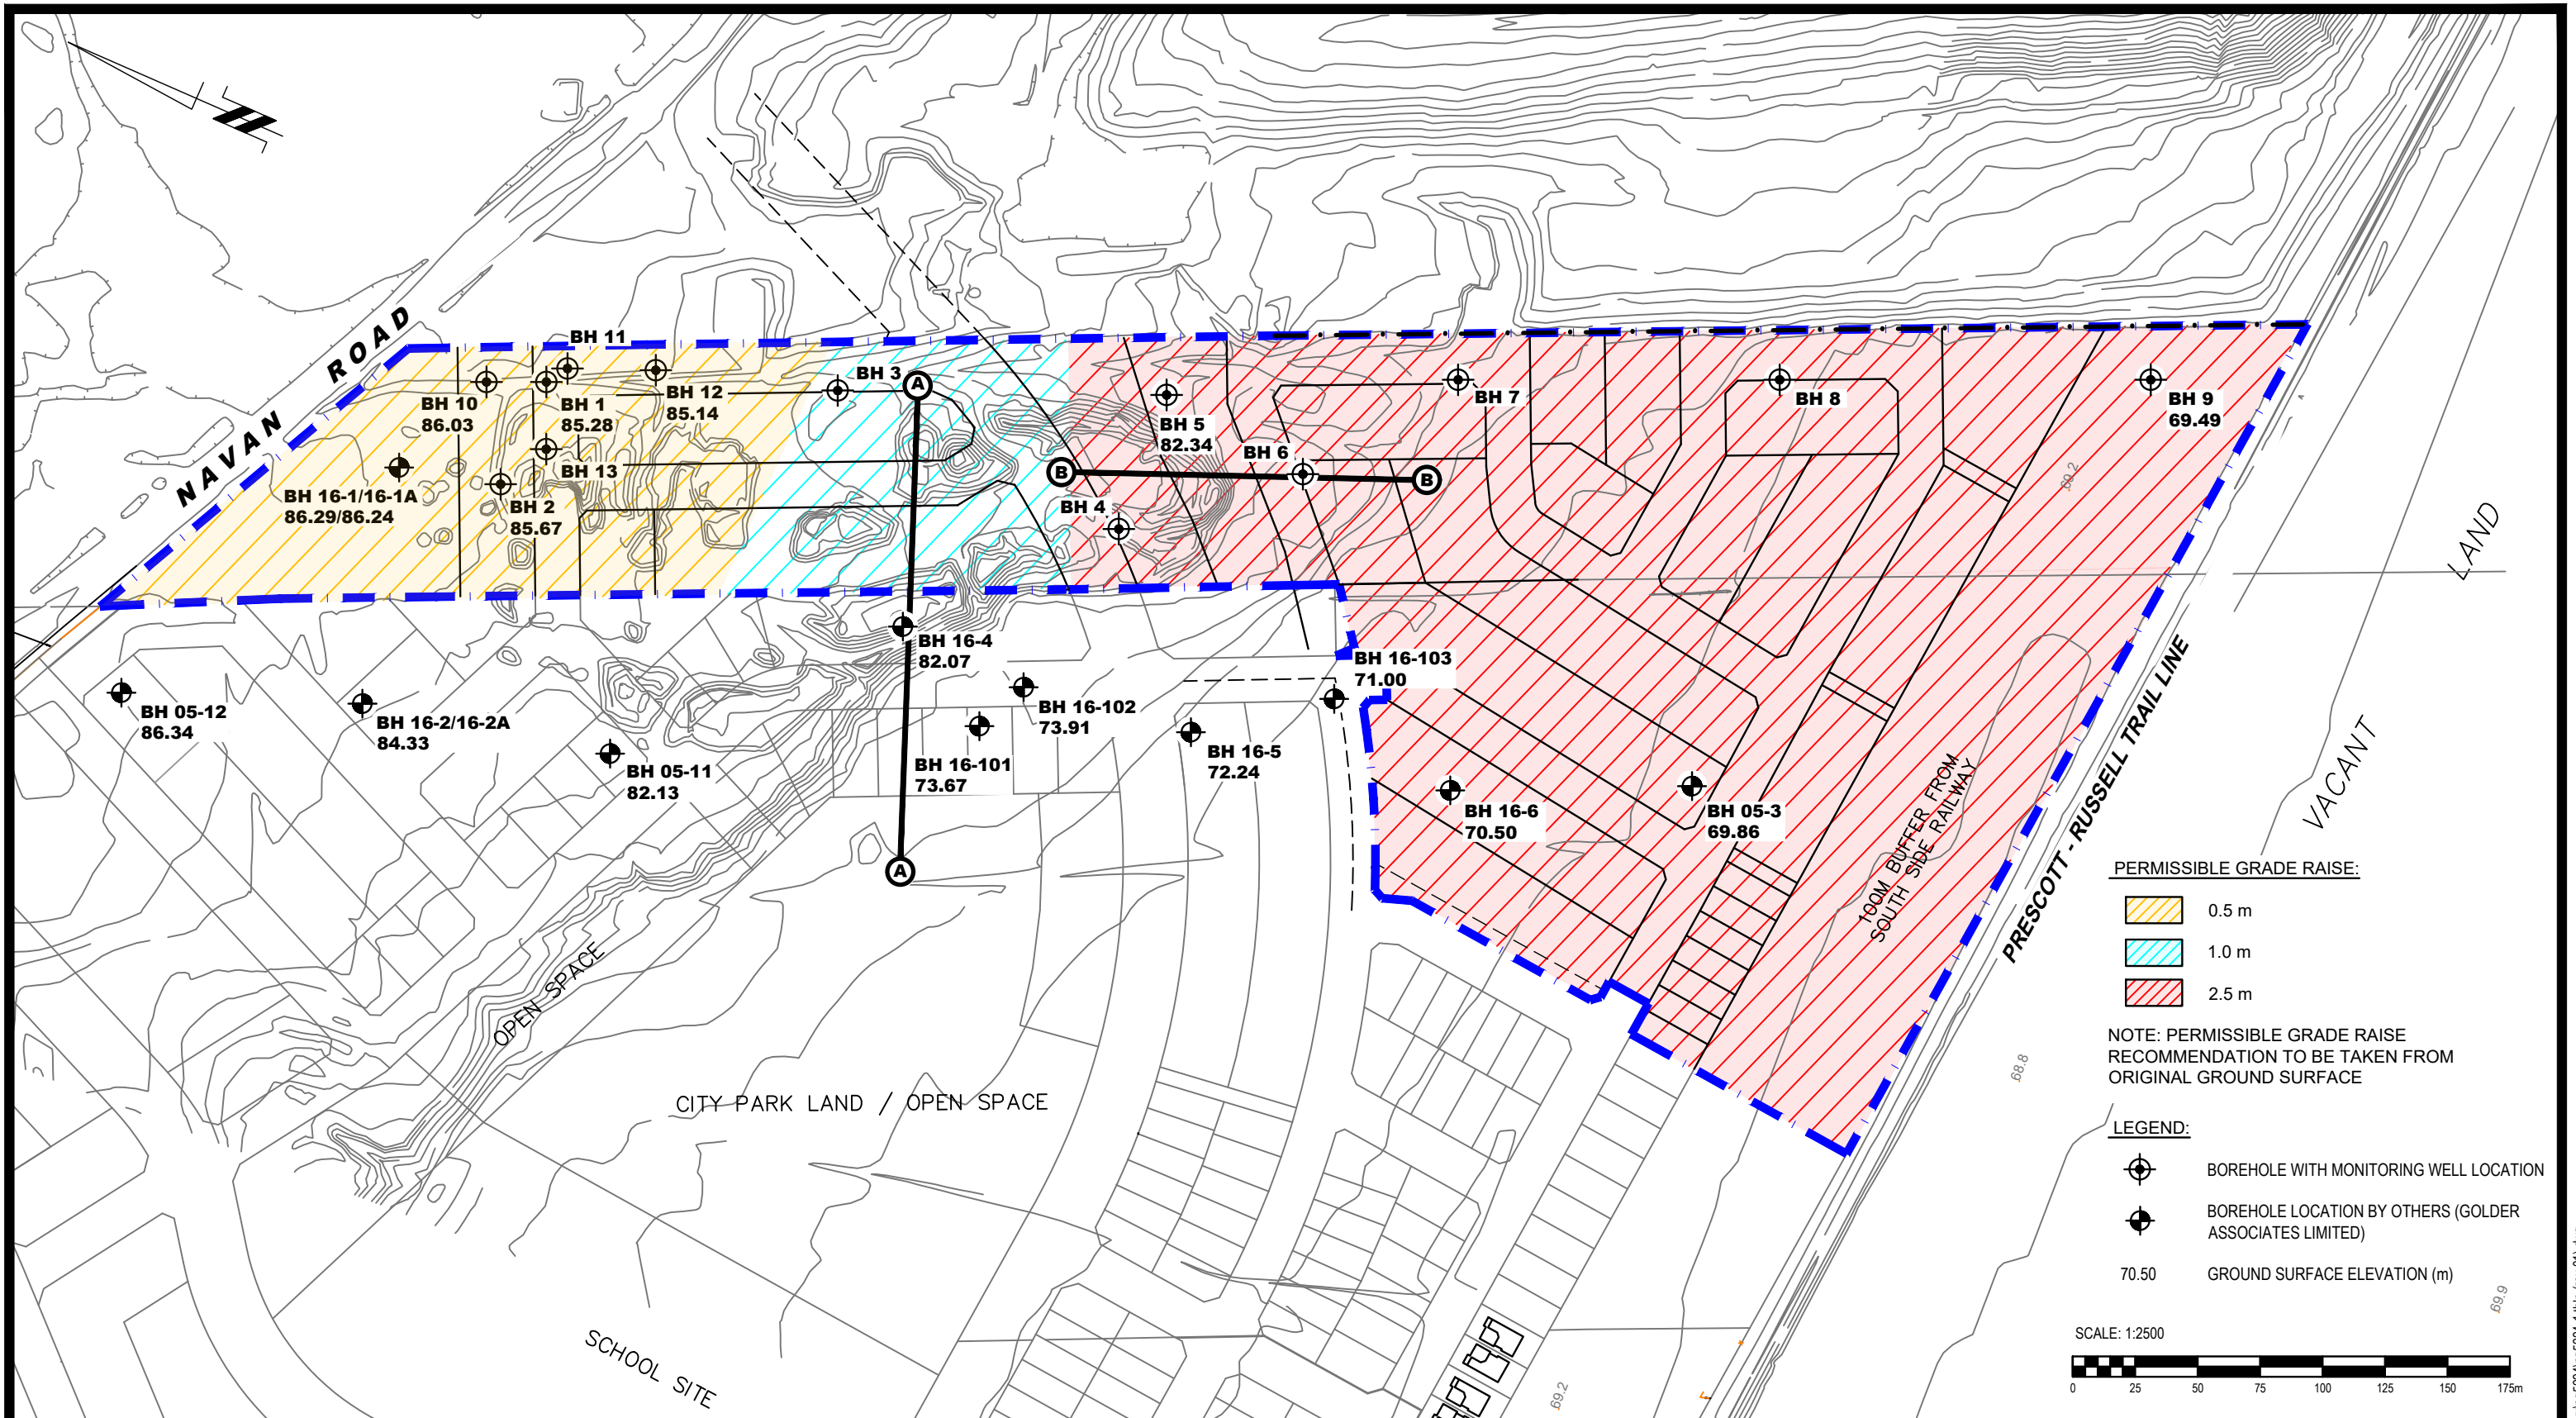 NAVAN ROAD
BH 11
BH 10
86.03
BH 1
85.28
BH 12
85.14
BH 3
A
BH 13
BH 16-1/16-1A
86.29/86.24
BH 2
85.67
B
BH 5
82.34
BH 6
B
BH 4
BH 7
BH 8
BH 9
69.49
69.2
LAND
VACANT
PRESCOTT - RUSSELL TRAIL LINE
100M BUFFER FROM
SOUTH SIDE RAILWAY
BH 16-4
82.07
BH 16-103
71.00
BH 05-12
86.34
BH 16-2/16-2A
84.33
BH 05-11
82.13
BH 16-102
73.91
BH 16-101
73.67
BH 16-5
72.24
BH 16-6
70.50
BH 05-3
69.86
A
OPEN SPACE
CITY PARK LAND / OPEN SPACE
SCHOOL SITE
68.8
69.2
69.9
PERMISSIBLE GRADE RAISE:
0.5 m
1.0 m
2.5 m
NOTE: PERMISSIBLE GRADE RAISE
RECOMMENDATION TO BE TAKEN FROM
ORIGINAL GROUND SURFACE
LEGEND:
BOREHOLE WITH MONITORING WELL LOCATION
BOREHOLE LOCATION BY OTHERS (GOLDER
ASSOCIATES LIMITED)
70.50 GROUND SURFACE ELEVATION (m)
SCALE: 1:2500
0 25 50 75 100 125 150 175m